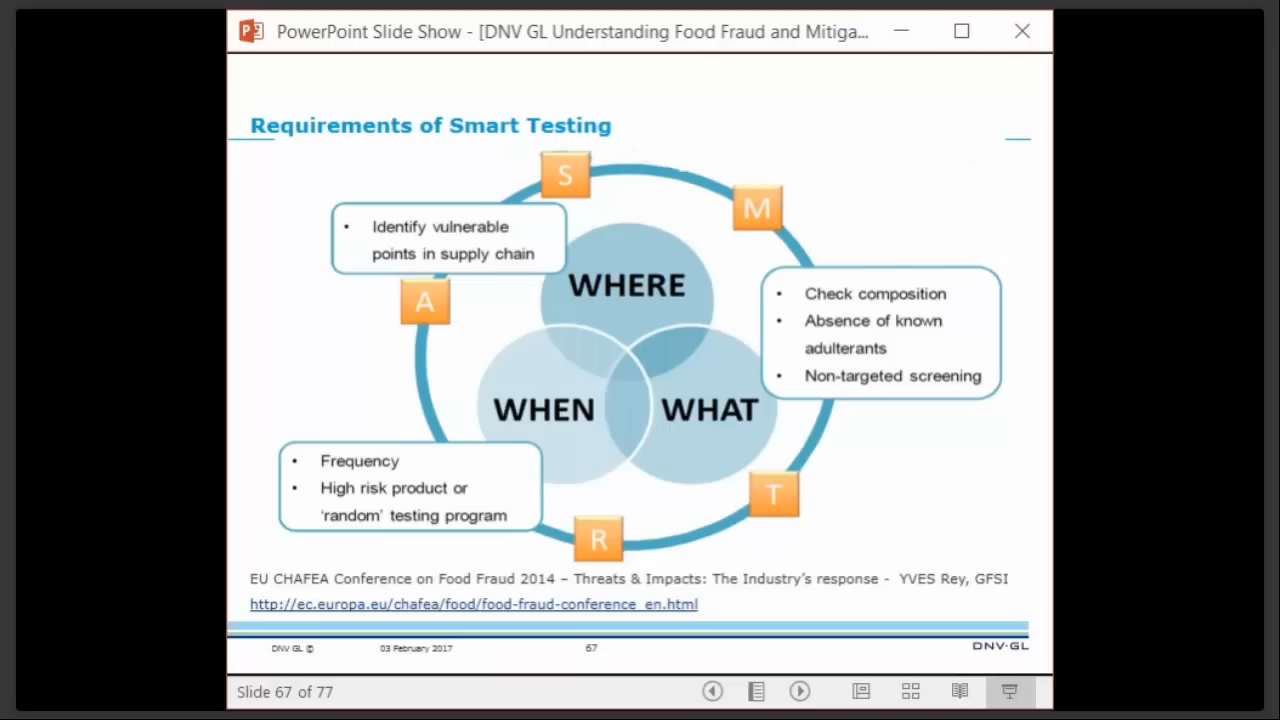 PowerPoint Slide Show - [DNV GL Understanding Food Fraud and Mitiga...
Requirements of Smart Testing
S
M
A
R
T
• Identify vulnerable
points in supply chain
WHERE
• Check composition
• Absence of known
adulterants
• Non-targeted screening
WHEN
WHAT
• Frequency
• High risk product or
‘random’ testing program
EU CHAFEA Conference on Food Fraud 2014 – Threats & Impacts: The Industry’s response - YVES Rey, GFSI
http://ec.europa.eu/chafea/food/food-fraud-conference_en.html
DNV GL © 03 February 2017 67 DNV·GL
Slide 67 of 77